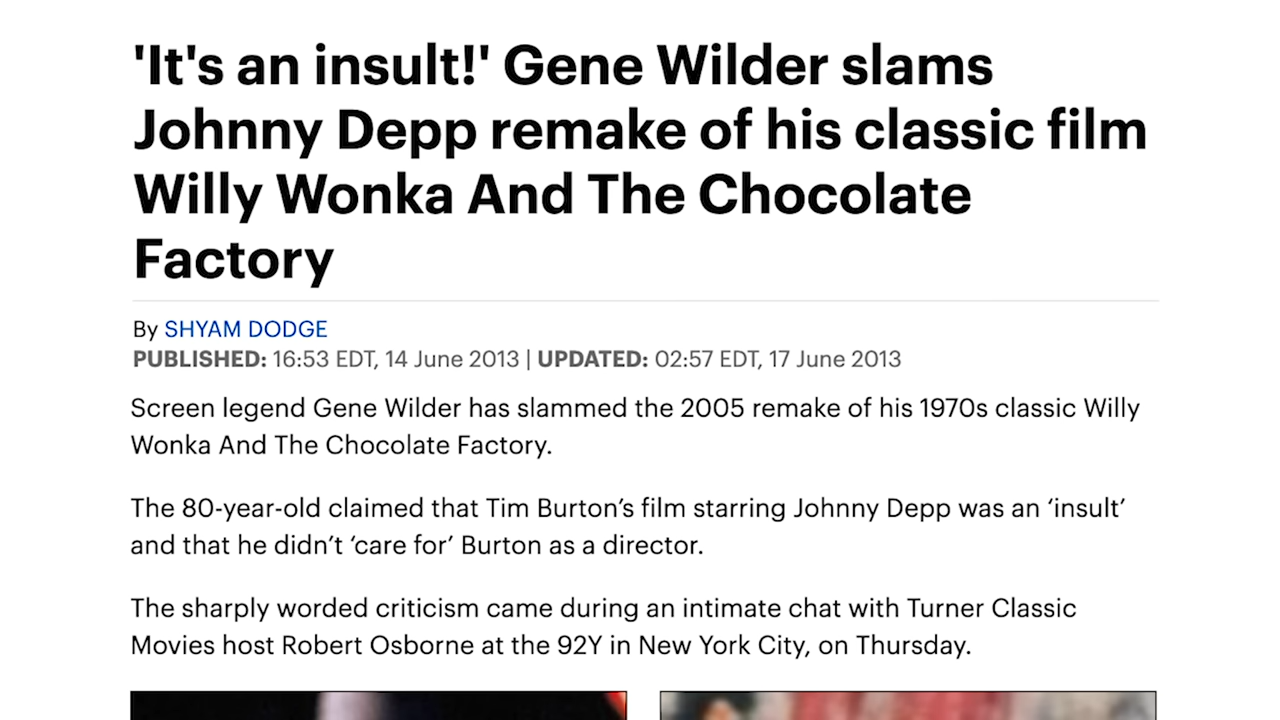 'It's an insult!' Gene Wilder slams
Johnny Depp remake of his classic film
Willy Wonka And The Chocolate
Factory
By SHYAM DODGE
PUBLISHED: 16:53 EDT, 14 June 2013 | UPDATED: 02:57 EDT, 17 June 2013
Screen legend Gene Wilder has slammed the 2005 remake of his 1970s classic Willy
Wonka And The Chocolate Factory.
The 80-year-old claimed that Tim Burton’s film starring Johnny Depp was an ‘insult’
and that he didn’t ‘care for’ Burton as a director.
The sharply worded criticism came during an intimate chat with Turner Classic
Movies host Robert Osborne at the 92Y in New York City, on Thursday.